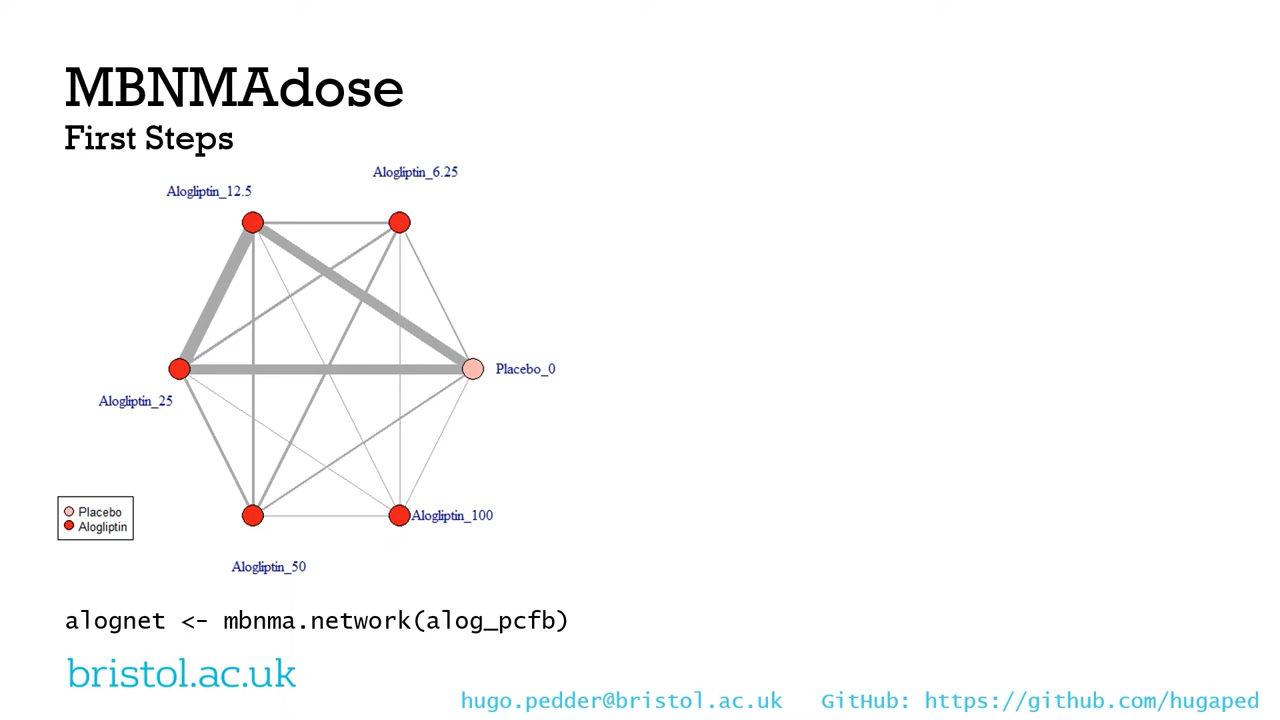 MBNMAdose
First Steps
Alogliptin_6.25
Alogliptin_12.5
Placebo_0
Alogliptin_25
Placebo
Alogliptin
Alogliptin_100
Alogliptin_50
alognet <- mbnma.network(alog_pcfb)
bristol.ac.uk
hugo.pedder@bristol.ac.uk GitHub: https://github.com/hugaped